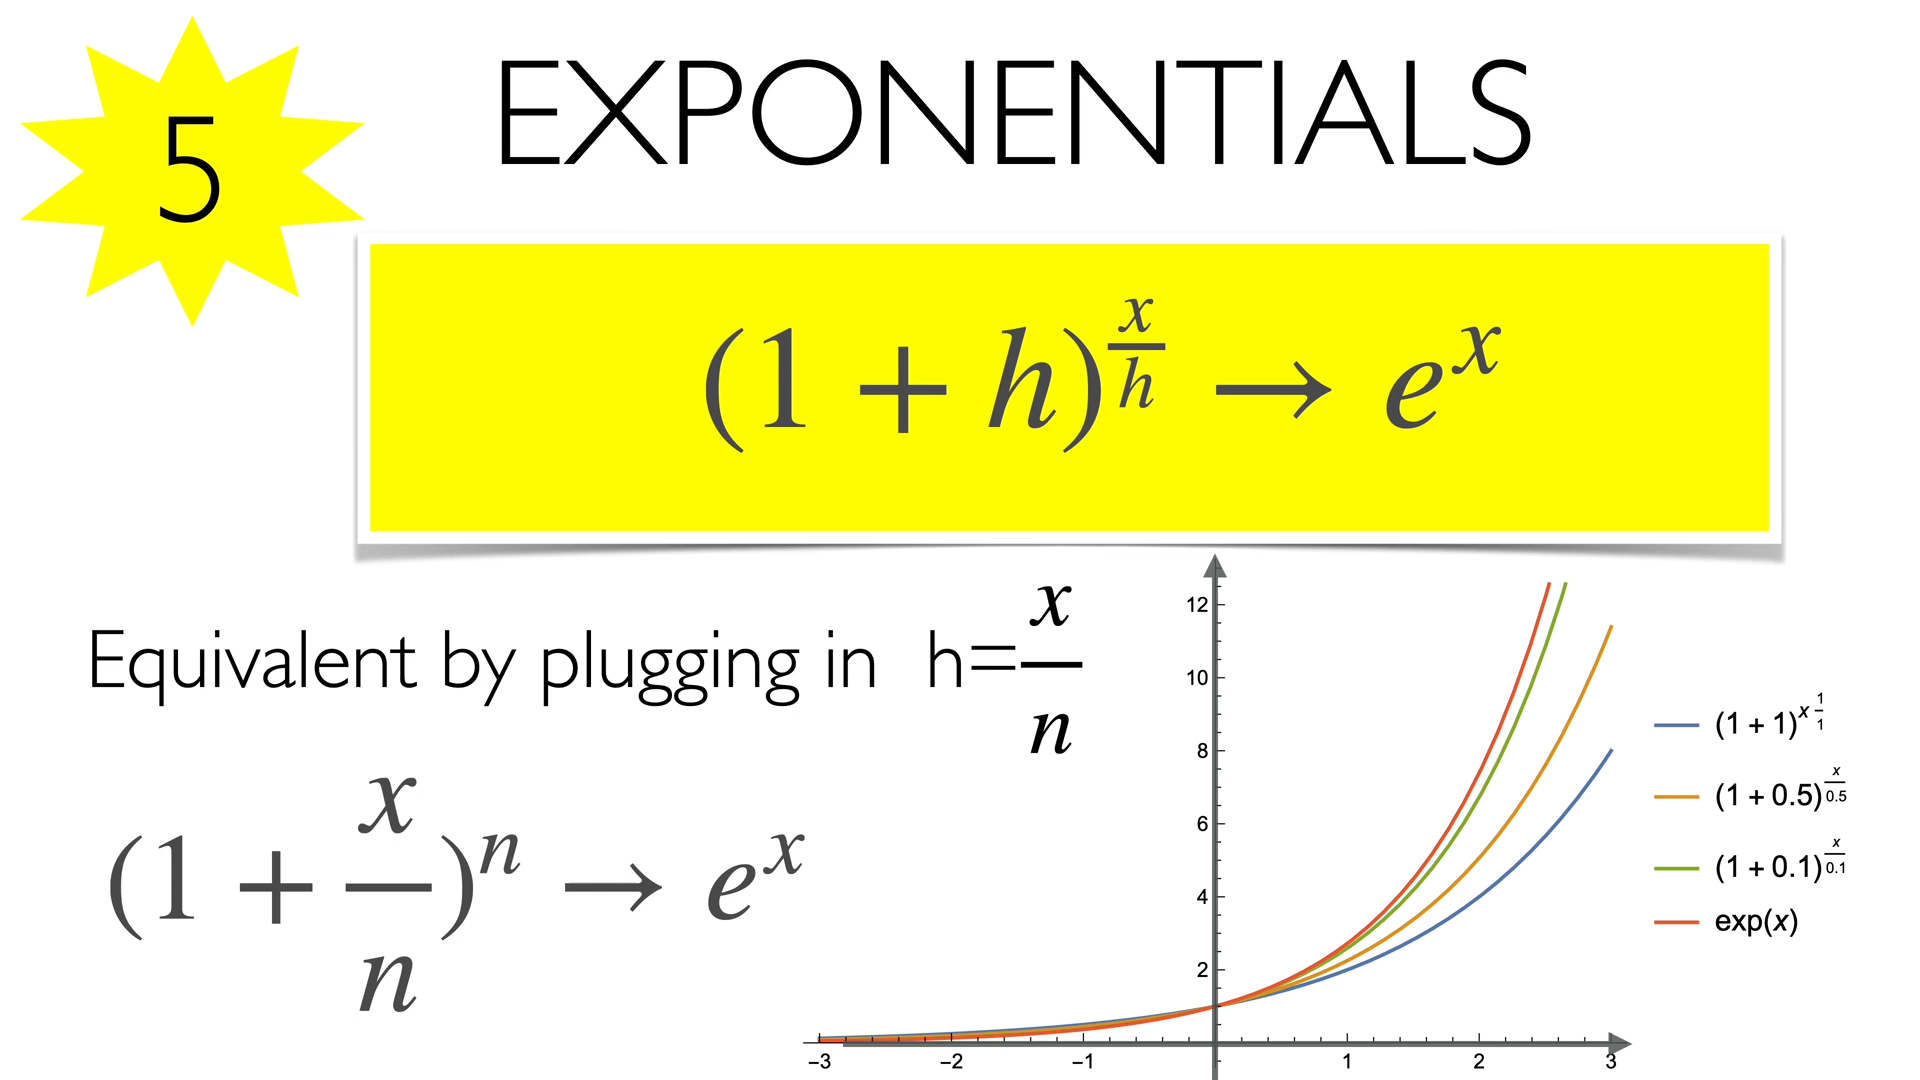 5
EXPONENTIALS
(1 + h)^{x/h} → e^x
Equivalent by plugging in h=x/n
(1 + x/n)^n → e^x
12
10
8
6
4
2
−3 −2 −1 1 2 3
(1 + 1)^{x 1/1}
(1 + 0.5)^{x/0.5}
(1 + 0.1)^{x/0.1}
exp(x)